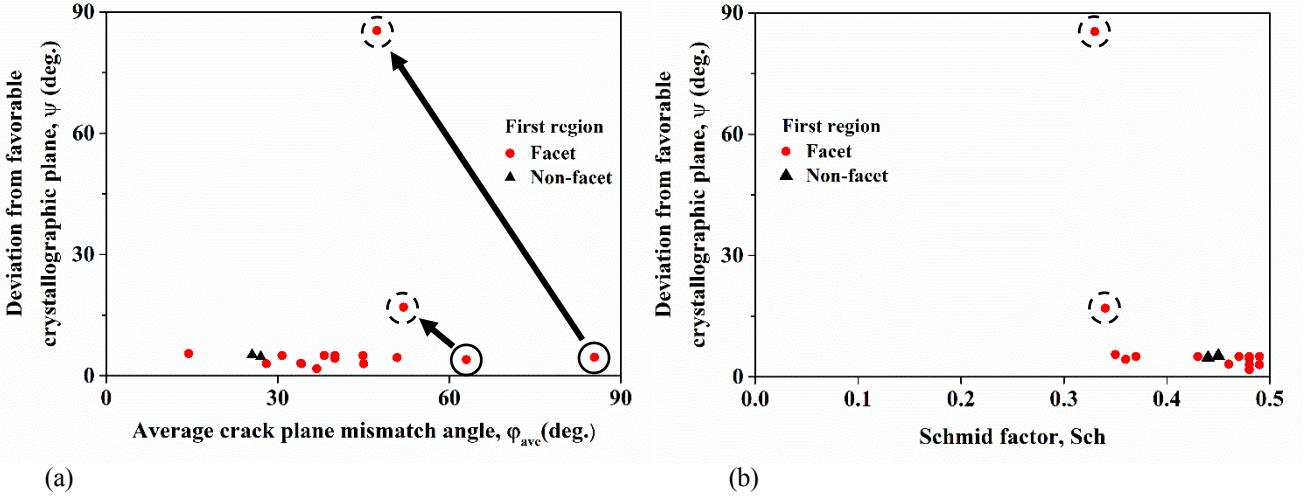 Deviation from favorable
crystallographic plane, ψ (deg.)
90
60
30
0
First region
Facet
Non-facet
0
30
60
90
Average crack plane mismatch angle, φavc(deg.)
(a)
Deviation from favorable
crystallographic plane, ψ (deg.)
90
60
30
0
First region
Facet
Non-facet
0.0
0.1
0.2
0.3
0.4
0.5
Schmid factor, Sch
(b)